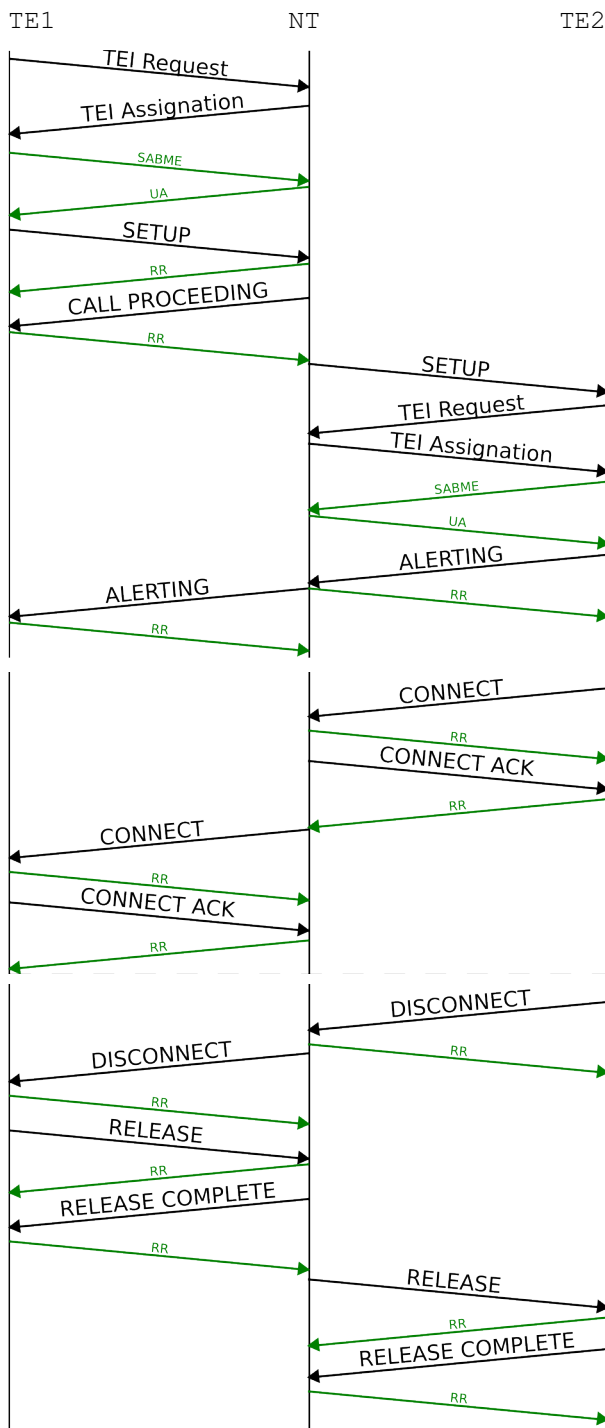 TE1 NT TE2
TEI Request
TEI Assignation
SABME
UA
SETUP
RR
CALL PROCEEDING
RR
SETUP
TEI Request
TEI Assignation
SABME
UA
ALERTING
ALERTING
RR
RR
CONNECT
RR
CONNECT ACK
RR
CONNECT
RR
CONNECT ACK
RR
DISCONNECT
RR
DISCONNECT
RR
RELEASE
RR
RELEASE COMPLETE
RR
RELEASE
RR
RELEASE COMPLETE
RR